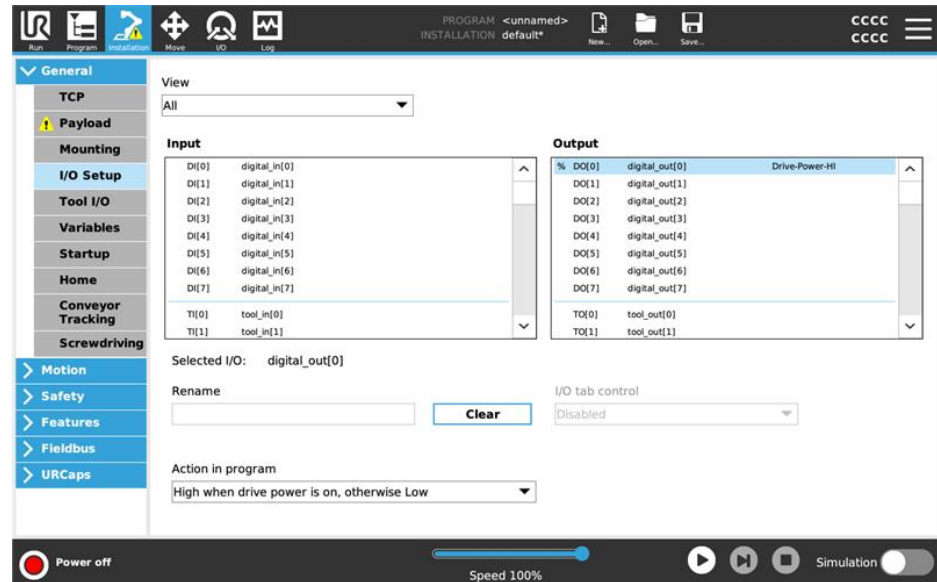 UR
Run
Program
Installation
Move
I/O
Log
PROGRAM <unnamed>
INSTALLATION default*
New...
Open...
Save...
CCCC
CCCC
General
TCP
Payload
Mounting
I/O Setup
Tool I/O
Variables
Startup
Home
Conveyor
Tracking
Screwdriving
Motion
Safety
Features
Fieldbus
URCaps
View
All
Input
DI[0] digital_in[0]
DI[1] digital_in[1]
DI[2] digital_in[2]
DI[3] digital_in[3]
DI[4] digital_in[4]
DI[5] digital_in[5]
DI[6] digital_in[6]
DI[7] digital_in[7]
TI[0] tool_in[0]
TI[1] tool_in[1]
Output
% DO[0] digital_out[0] Drive-Power-HI
DO[1] digital_out[1]
DO[2] digital_out[2]
DO[3] digital_out[3]
DO[4] digital_out[4]
DO[5] digital_out[5]
DO[6] digital_out[6]
DO[7] digital_out[7]
TO[0] tool_out[0]
TO[1] tool_out[1]
Selected I/O: digital_out[0]
Rename
Clear
I/O tab control
Disabled
Action in program
High when drive power is on, otherwise Low
Power off
Speed 100%
Simulation